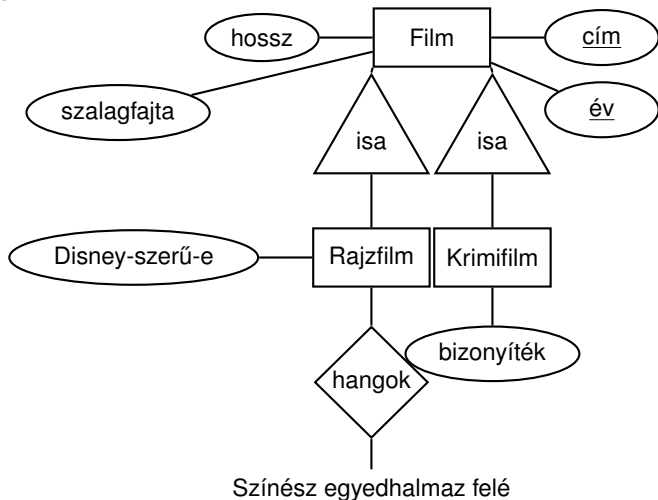 hossz
Film
cím
szalagfajta
év
isa
isa
Disney-szerű-e
Rajzfilm
Krimifilm
hangok
bizonyíték
Színész egyedhalmaz felé